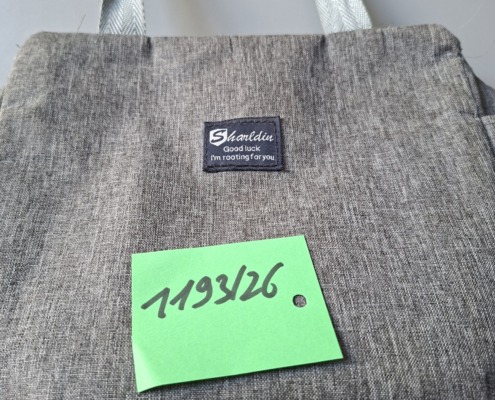 Sharldin
Good luck
I'm rooting for you
1193/26